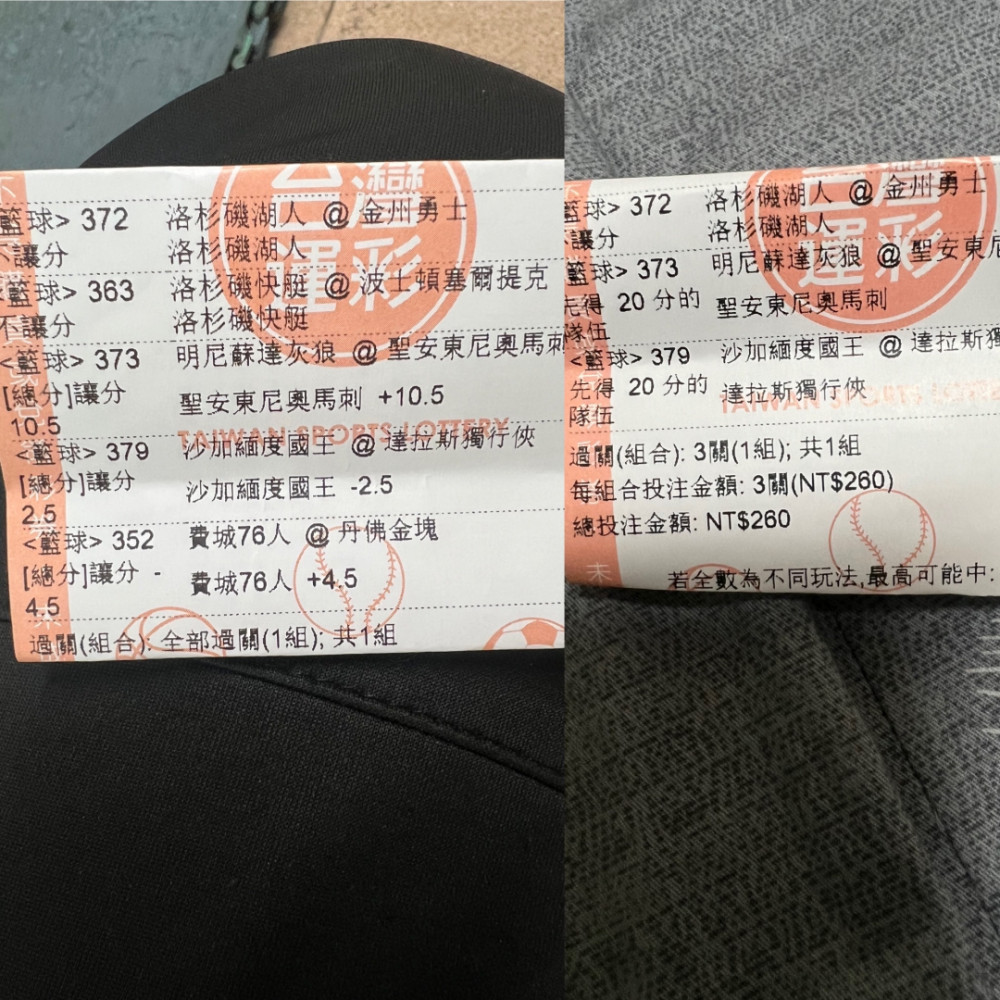 台灣
運彩
籃球> 372 洛杉磯湖人 @ 金州勇士
不讓分 洛杉磯湖人
籃球> 363 洛杉磯快艇 @ 波士頓塞爾提克
不讓分 洛杉磯快艇
<籃球> 373 明尼蘇達灰狼 @ 聖安東尼奧馬刺
[總分]讓分 聖安東尼奧馬刺 +10.5
10.5
TAIWAN SPORTS LOTTERY
<籃球> 379 沙加緬度國王 @ 達拉斯獨行俠
[總分]讓分 沙加緬度國王 -2.5
2.5
<籃球> 352 費城76人 @ 丹佛金塊
[總分]讓分 - 費城76人 +4.5
4.5
過關(組合): 全部過關(1組); 共1組
運彩
籃球> 372 洛杉磯湖人 @ 金州勇士
讓分 洛杉磯湖人
籃球> 373 明尼蘇達灰狼 @ 聖安東尼
先得 20 分的 聖安東尼奧馬刺
隊伍
<籃球> 379 沙加緬度國王 @ 達拉斯獨
先得 20 分的 達拉斯獨行俠
隊伍
TAIWAN SPORTS LOTTE
過關(組合): 3關(1組); 共1組
每組合投注金額: 3關(NT$260)
總投注金額: NT$260
若全數為不同玩法,最高可能中: